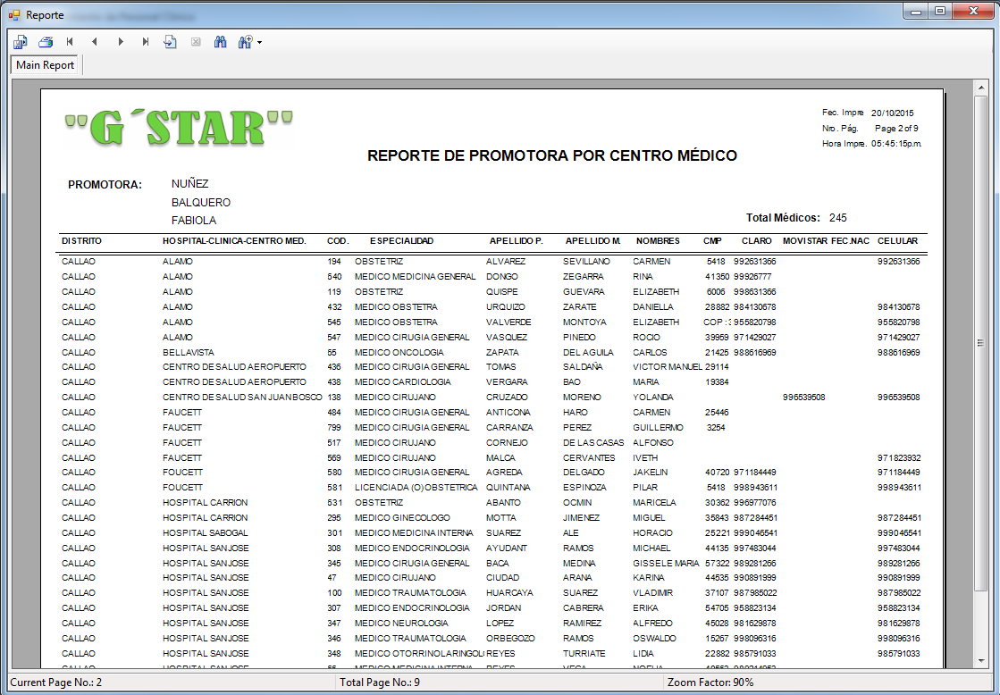 Reporte
Main Report
"G´STAR"
Fec. Impre 20/10/2015
Nro. Pág. Page 2 of 9
Hora Impre. 05:45:15p.m.
REPORTE DE PROMOTORA POR CENTRO MÉDICO
PROMOTORA: NUÑEZ
BALQUERO
FABIOLA
Total Médicos: 245
DISTRITO HOSPITAL-CLINICA-CENTRO MED. COD. ESPECIALIDAD APELLIDO P. APELLIDO M. NOMBRES CMP CLARO MOVISTAR FEC.NAC CELULAR
CALLAO ALAMO 194 OBSTETRIZ ALVAREZ SEVILLANO CARMEN 5418 992631366 992631366
CALLAO ALAMO 540 MEDICO MEDICINA GENERAL DONGO ZEGARRA RINA 41350 99926777
CALLAO ALAMO 119 OBSTETRIZ QUISPE GUEVARA ELIZABETH 6006 998631366
CALLAO ALAMO 432 MEDICO OBSTETRA URQUIZO ZARATE DANIELLA 28882 984130678 984130678
CALLAO ALAMO 545 MEDICO OBSTETRA VALVERDE MONTOYA ELIZABETH COP : 955820798 955820798
CALLAO ALAMO 547 MEDICO CIRUGIA GENERAL VASQUEZ PINEDO ROCIO 39959 971429027 971429027
CALLAO BELLAVISTA 55 MEDICO ONCOLOGIA ZAPATA DEL AGUILA CARLOS 21425 988616969 988616969
CALLAO CENTRO DE SALUD AEROPUERTO 436 MEDICO CIRUGIA GENERAL TOMAS SALDAÑA VICTOR MANUEL 29114
CALLAO CENTRO DE SALUD AEROPUERTO 438 MEDICO CARDIOLOGIA VERGARA BAO MARIA 19384
CALLAO CENTRO DE SALUD SAN JUAN BOSCO 138 MEDICO CIRUJANO CRUZADO MORENO YOLANDA 996539508 996539508
CALLAO FAUCETT 484 MEDICO CIRUGIA GENERAL ANTICONA HARO CARMEN 25446
CALLAO FAUCETT 799 MEDICO CIRUGIA GENERAL CARRANZA PEREZ GUILLERMO 3254
CALLAO FAUCETT 517 MEDICO CIRUJANO CORNEJO DE LAS CASAS ALFONSO
CALLAO FAUCETT 569 MEDICO CIRUJANO MALCA CERVANTES IVETH 971823932
CALLAO FOUCETT 580 MEDICO CIRUGIA GENERAL AGREDA DELGADO JAKELIN 40720 971184449 971184449
CALLAO FOUCETT 581 LICENCIADA (O) OBSTETRICA QUINTANA ESPINOZA PILAR 5418 998943611 998943611
CALLAO HOSPITAL CARRION 531 OBSTETRIZ ABANTO OCMIN MARICELA 30362 996977076
CALLAO HOSPITAL CARRION 295 MEDICO GINECOLOGO MOTTA JIMENEZ MIGUEL 35843 987284451 987284451
CALLAO HOSPITAL SABOGAL 301 MEDICO MEDICINA INTERNA SUAREZ ALE HORACIO 25221 999046541 999046541
CALLAO HOSPITAL SAN JOSE 308 MEDICO ENDOCRINOLOGIA AYUDANT RAMOS MICHAEL 44135 997483044 997483044
CALLAO HOSPITAL SAN JOSE 345 MEDICO CIRUGIA GENERAL BACA MEDINA GISSELE MARIA 57322 989281266 989281266
CALLAO HOSPITAL SAN JOSE 47 MEDICO CIRUJANO CIUDAD ARANA KARINA 44535 990891999 990891999
CALLAO HOSPITAL SAN JOSE 100 MEDICO TRAUMATOLOGIA HUARCAYA SUAREZ VLADIMIR 37107 987985022 987985022
CALLAO HOSPITAL SAN JOSE 307 MEDICO ENDOCRINOLOGIA JORDAN CABRERA ERIKA 54705 958823134 958823134
CALLAO HOSPITAL SAN JOSE 347 MEDICO NEUROLOGIA LOPEZ RAMIREZ ALFREDO 45028 981629878 981629878
CALLAO HOSPITAL SAN JOSE 346 MEDICO TRAUMATOLOGIA ORBEGOZO RAMOS OSWALDO 15267 998096316 998096316
CALLAO HOSPITAL SAN JOSE 348 MEDICO OTORRINOLARINGOL REYES TURRIATE LIDIA 22882 985791033 985791033
CALLAO HOSPITAL SAN JOSE MEDICO MEDICINA INTERNA REYES VEGA
Current Page No.: 2 Total Page No.: 9 Zoom Factor: 90%